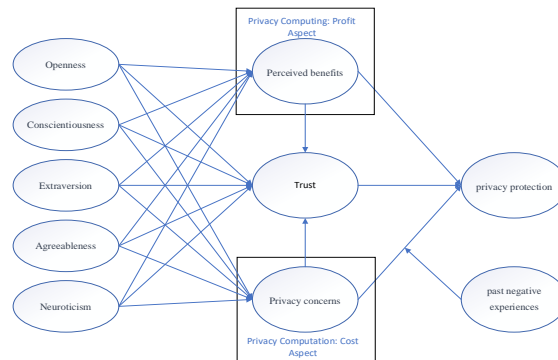 Privacy Computing: Profit
Aspect
Openness
Perceived benefits
Conscientiousness
Extraversion
Trust
privacy protection
Agreeableness
Neuroticism
Privacy concerns
past negative
experiences
Privacy Computation: Cost
Aspect